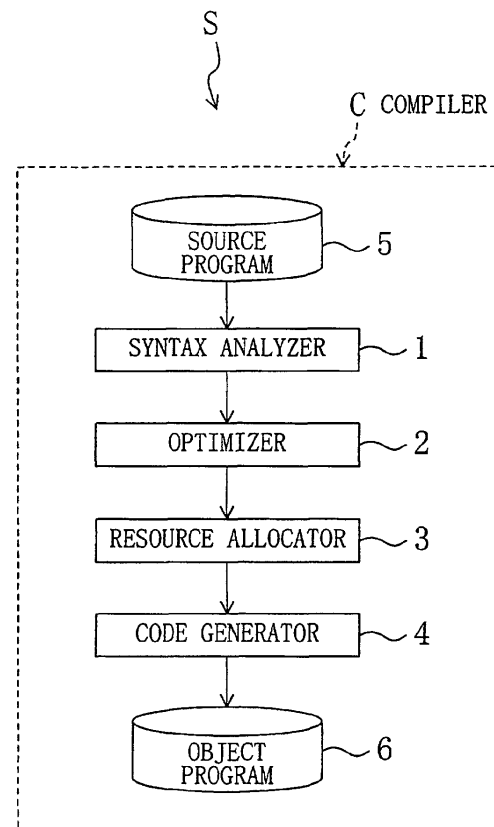 S
C COMPILER
SOURCE
PROGRAM
5
SYNTAX ANALYZER
1
OPTIMIZER
2
RESOURCE ALLOCATOR
3
CODE GENERATOR
4
OBJECT
PROGRAM
6